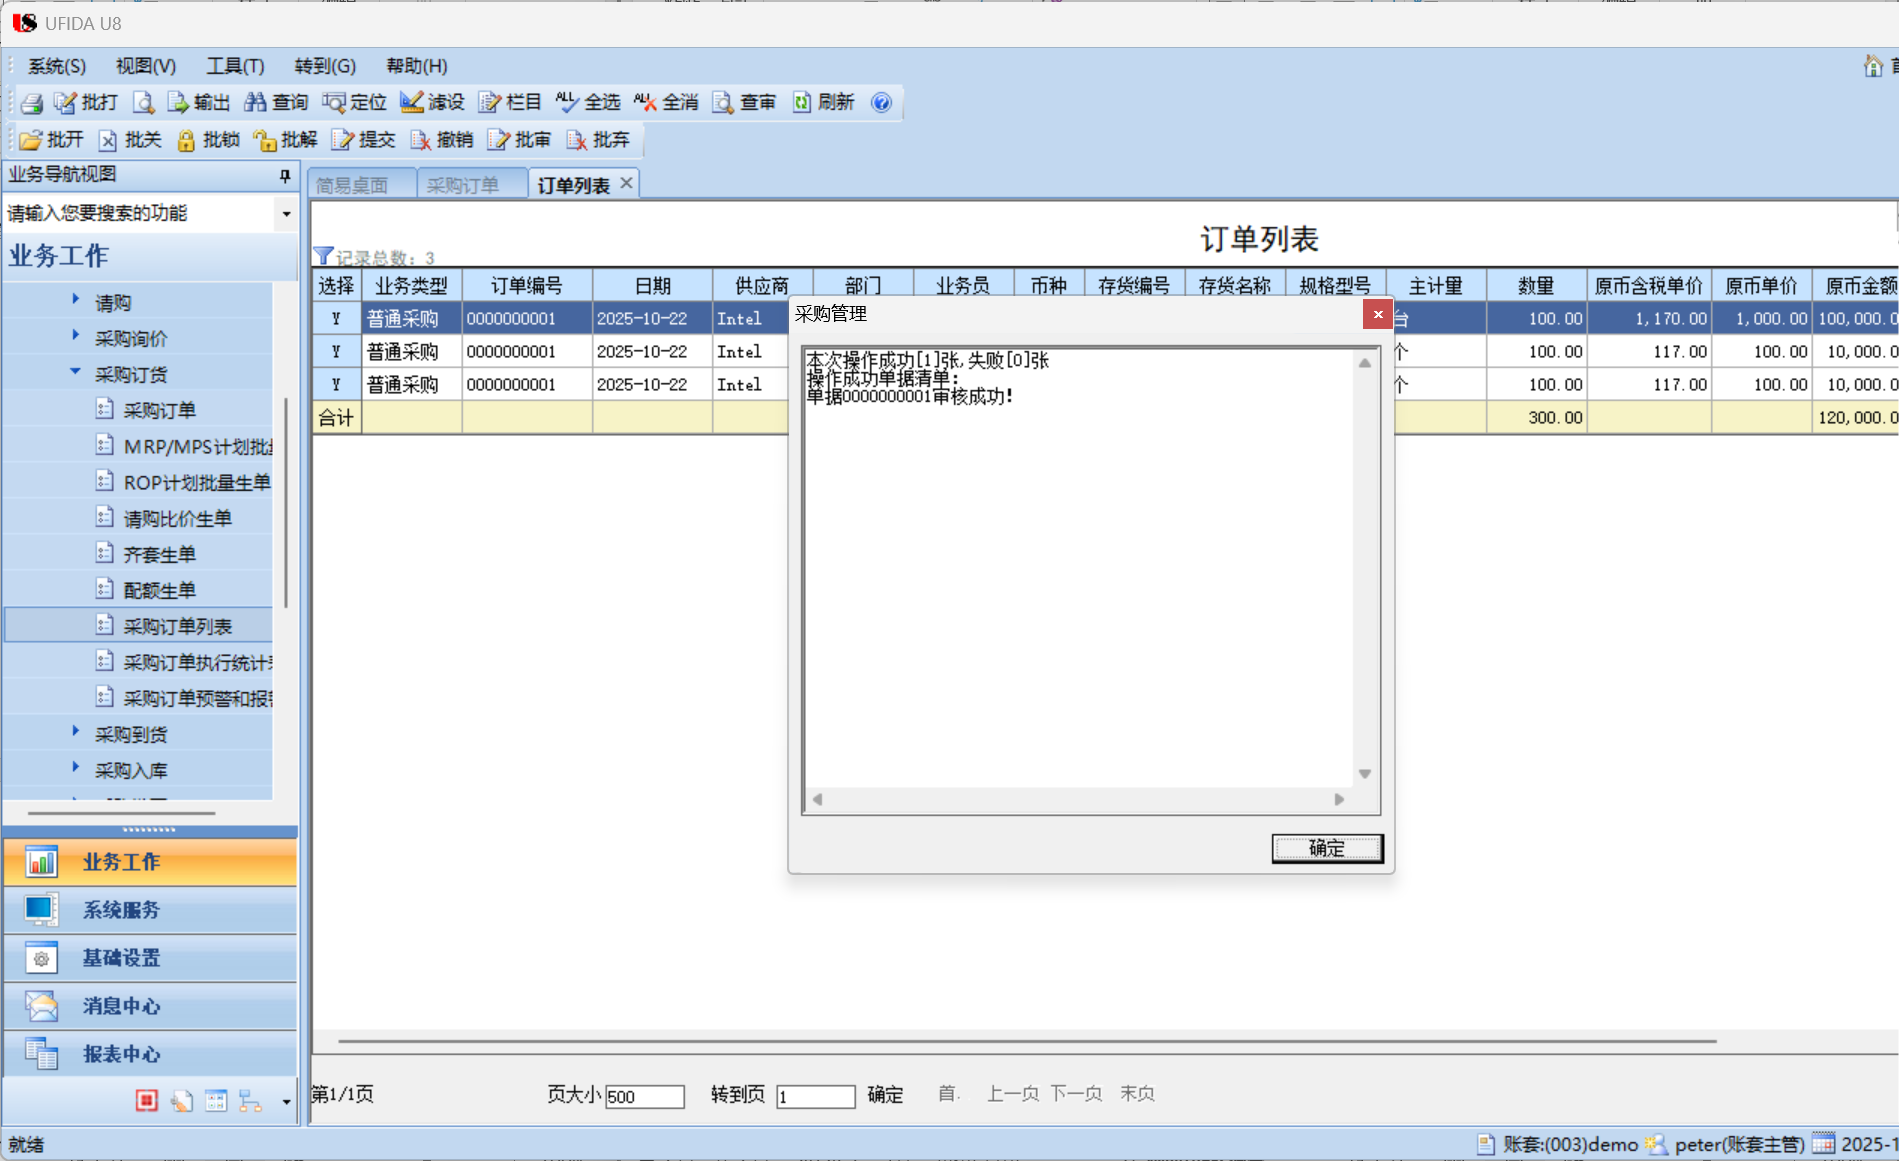 UFIDA U8
系统(S) 视图(V) 工具(T) 转到(G) 帮助(H)
批打 输出 查询 定位 滤设 栏目 ALL 全选 ALL 全消 查审 刷新
批开 批关 批锁 批解 提交 撤销 批审 批弃
业务导航视图
简易桌面 采购订单 订单列表
请输入您要搜索的功能
业务工作
订单列表
记录总数: 3
选择 业务类型 订单编号 日期 供应商 部门 业务员 币种 存货编号 存货名称 规格型号 主计量 数量 原币含税单价 原币单价 原币金额
Y 普通采购 0000000001 2025-10-22 Intel 台 100.00 1,170.00 1,000.00 100,000.0
Y 普通采购 0000000001 2025-10-22 Intel 个 100.00 117.00 100.00 10,000.0
Y 普通采购 0000000001 2025-10-22 Intel 个 100.00 117.00 100.00 10,000.0
合计 300.00 120,000.0
请购
采购询价
采购订货
采购订单
MRP/MPS计划批
ROP计划批量生单
请购比价生单
齐套生单
配额生单
采购订单列表
采购订单执行统计
采购订单预警和报
采购到货
采购入库
采购管理
本次操作成功[1]张,失败[0]张
操作成功单据清单:
单据0000000001审核成功!
确定
业务工作
系统服务
基础设置
消息中心
报表中心
第1/1页 页大小 500 转到页 1 确定 首. 上一页 下一页 末页
就绪 账套:(003)demo peter(账套主管) 2025-1